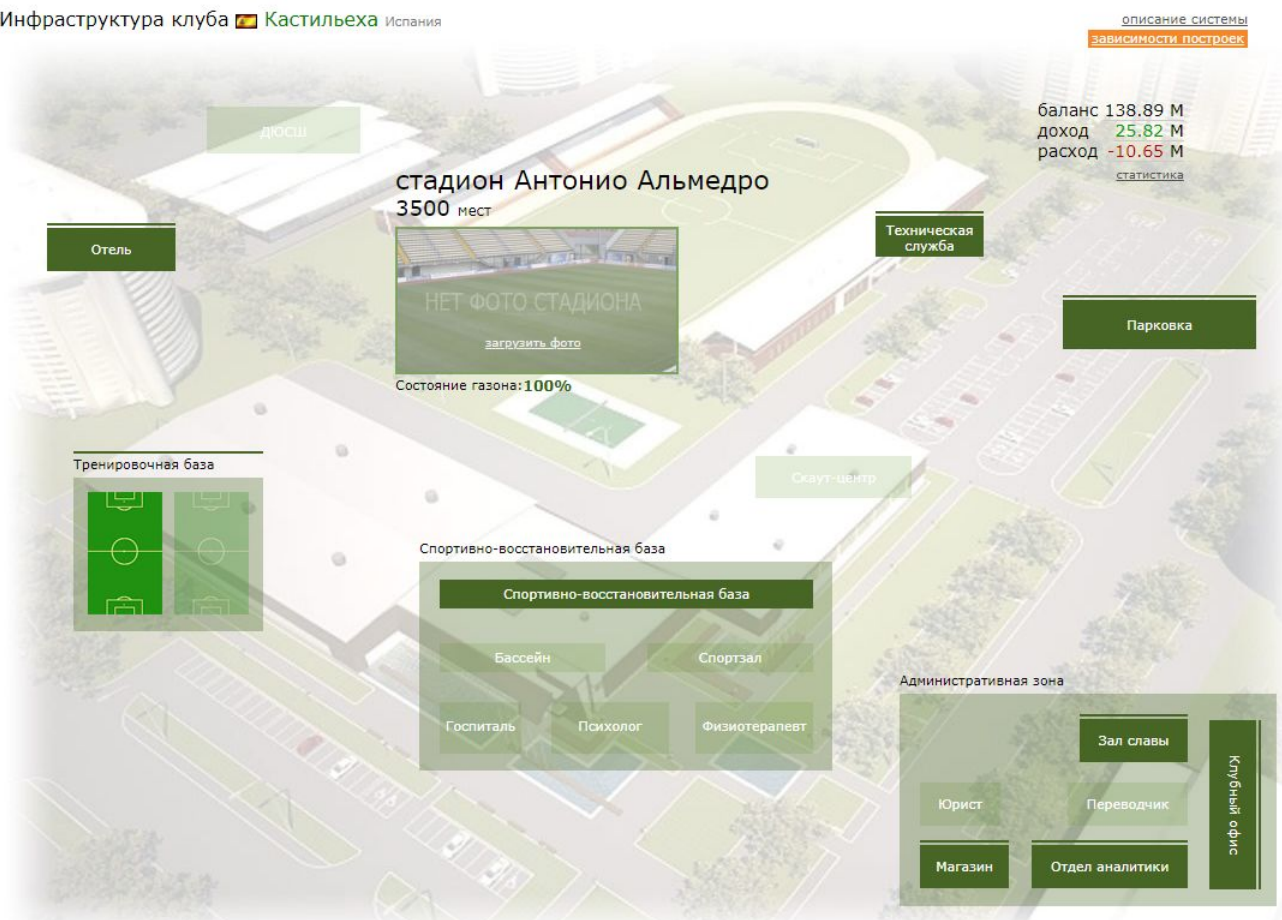 Инфраструктура клуба Кастильеха Испания
описание системы
зависимости построек
ДЮСШ
баланс 138.89 М
доход 25.82 М
расход -10.65 М
статистика
стадион Антонио Альмедро
3500 мест
Отель
Техническая
служба
НЕТ ФОТО СТАДИОНА
загрузить фото
Парковка
Состояние газона:100%
Тренировочная база
Скаут-центр
Спортивно-восстановительная база
Спортивно-восстановительная база
Бассейн
Спортзал
Госпиталь
Психолог
Физиотерапевт
Административная зона
Зал славы
Клубный офис
Юрист
Переводчик
Магазин
Отдел аналитики